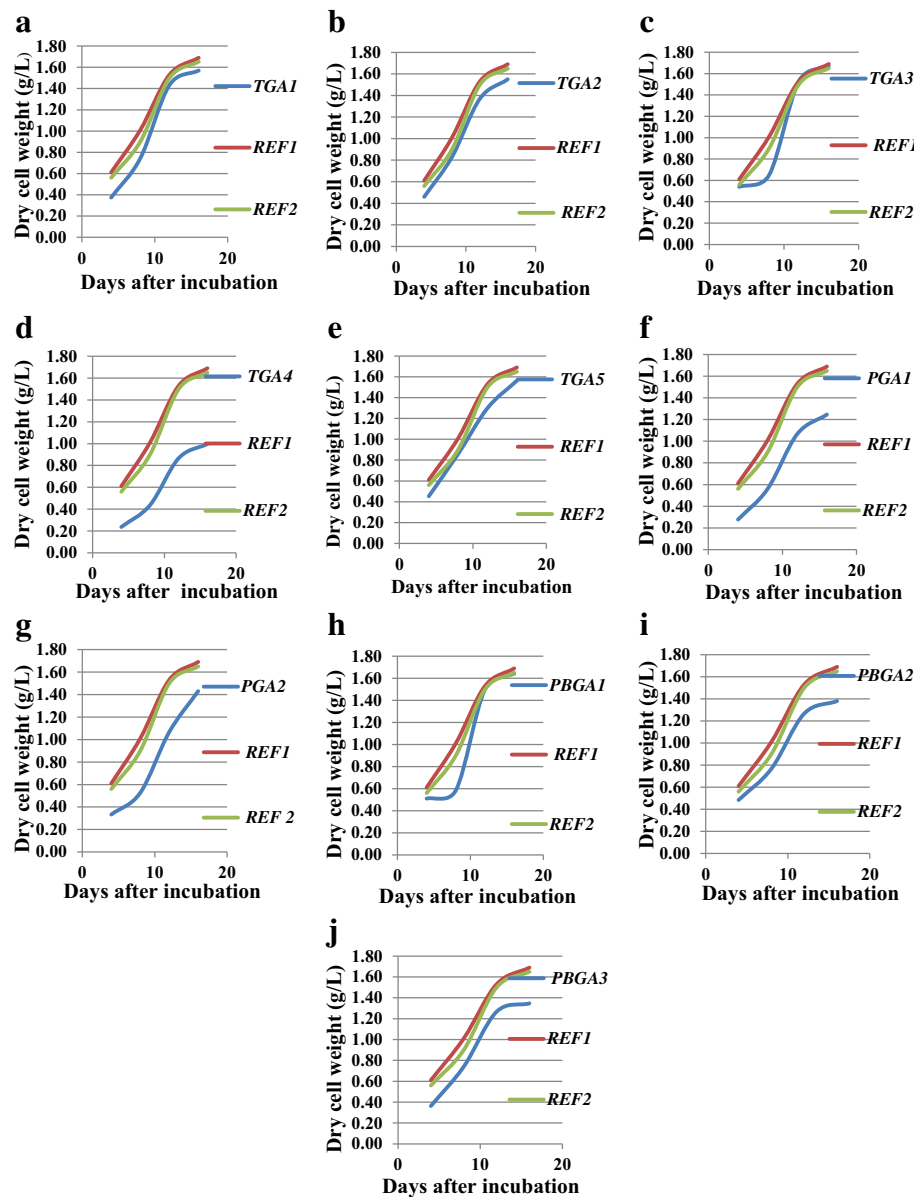 a
Dry cell weight (g/L)
1.80
1.60
1.40
1.20
1.00
0.80
0.60
0.40
0.20
0.00
0 10 20
Days after incubation
TGA1
REF1
REF2
b
Dry cell weight (g/L)
1.80
1.60
1.40
1.20
1.00
0.80
0.60
0.40
0.20
0.00
0 10 20
Days after incubation
TGA2
REF1
REF2
c
Dry cell weight (g/L)
1.80
1.60
1.40
1.20
1.00
0.80
0.60
0.40
0.20
0.00
0 10 20
Days after incubation
TGA3
REF1
REF2
d
Dry cell weight (g/L)
1.80
1.60
1.40
1.20
1.00
0.80
0.60
0.40
0.20
0.00
0 10 20
Days after incubation
TGA4
REF1
REF2
e
Dry cell weight (g/L)
1.80
1.60
1.40
1.20
1.00
0.80
0.60
0.40
0.20
0.00
0 10 20
Days after incubation
TGA5
REF1
REF2
f
Dry cell weight (g/L)
1.80
1.60
1.40
1.20
1.00
0.80
0.60
0.40
0.20
0.00
0 10 20
Days after incubation
PGA1
REF1
REF2
g
Dry cell weight (g/L)
1.80
1.60
1.40
1.20
1.00
0.80
0.60
0.40
0.20
0.00
0 10 20
Days after incubation
PGA2
REF1
REF 2
h
Dry cell weight (g/L)
1.80
1.60
1.40
1.20
1.00
0.80
0.60
0.40
0.20
0.00
0 10 20
Days after incubation
PBGA1
REF1
REF2
i
Dry cell weight (g/L)
1.80
1.60
1.40
1.20
1.00
0.80
0.60
0.40
0.20
0.00
0 10 20
Days after incubation
PBGA2
REF1
REF2
j
Dry cell weight (g/L)
1.80
1.60
1.40
1.20
1.00
0.80
0.60
0.40
0.20
0.00
0 10 20
Days after incubation
PBGA3
REF1
REF2